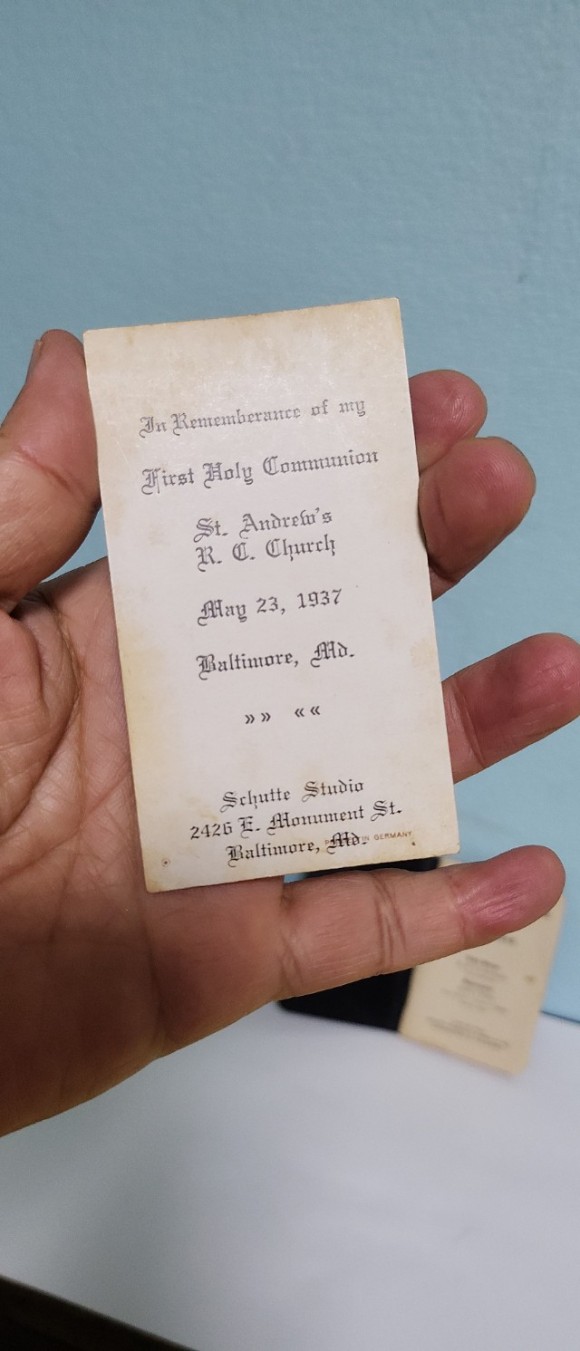 In Rememberance of my
First Holy Communion
St. Andrew's
R. C. Church
May 23, 1937
Baltimore, Md.
»» ««
Schutte Studio
2426 E. Monument St.
Baltimore, Md.
IN GERMANY